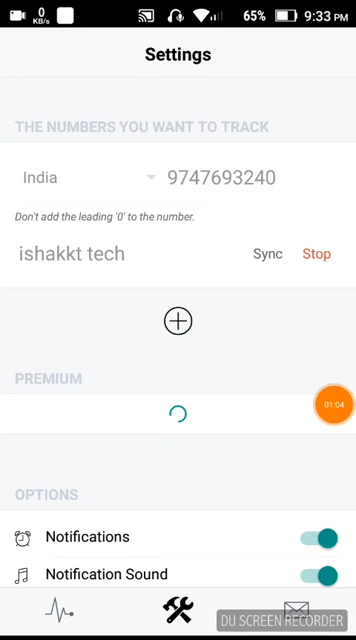 0 KB/s 65% 9:33 PM
Settings
THE NUMBERS YOU WANT TO TRACK
India 9747693240
Don't add the leading '0' to the number.
ishakkt tech Sync Stop
PREMIUM
01:04
OPTIONS
Notifications
Notification Sound
DU SCREEN RECORDER